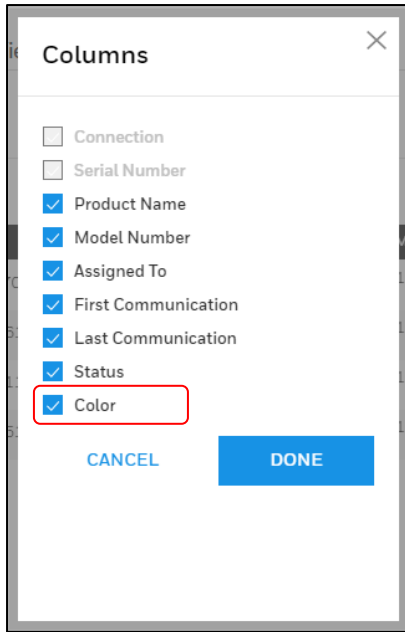 Columns
Connection
Serial Number
Product Name
Model Number
Assigned To
First Communication
Last Communication
Status
Color
CANCEL DONE